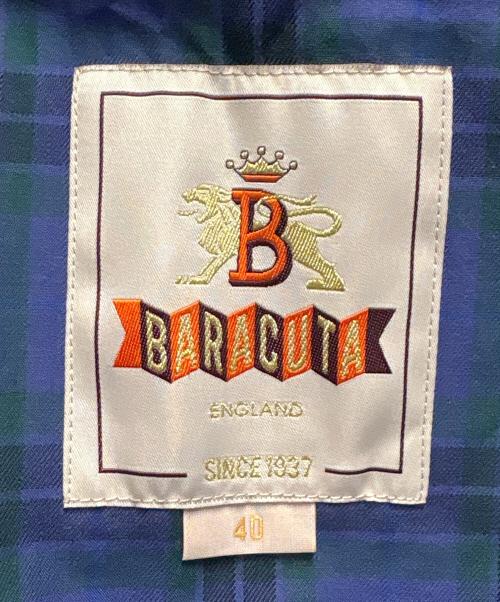 B
BARACUTA
ENGLAND
SINCE 1937
40